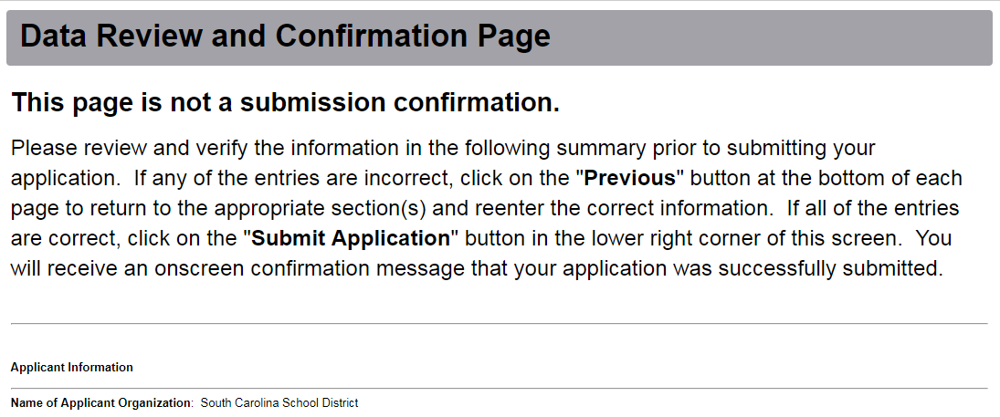 Data Review and Confirmation Page
This page is not a submission confirmation.
Please review and verify the information in the following summary prior to submitting your
application.  If any of the entries are incorrect, click on the "Previous" button at the bottom of each
page to return to the appropriate section(s) and reenter the correct information.  If all of the entries
are correct, click on the "Submit Application" button in the lower right corner of this screen.  You
will receive an onscreen confirmation message that your application was successfully submitted.
Applicant Information
Name of Applicant Organization:  South Carolina School District